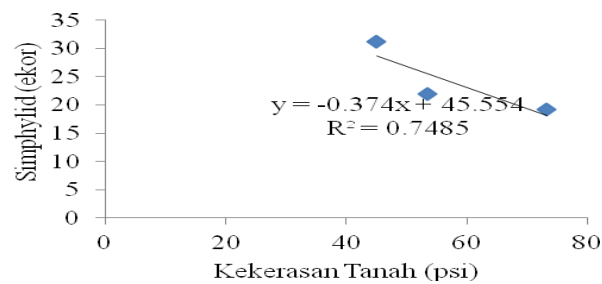 Simphylid (ekor)
35
30
25
20
15
10
5
0
y = -0.374x + 45.554
R² = 0.7485
0 20 40 60 80
Kekerasan Tanah (psi)